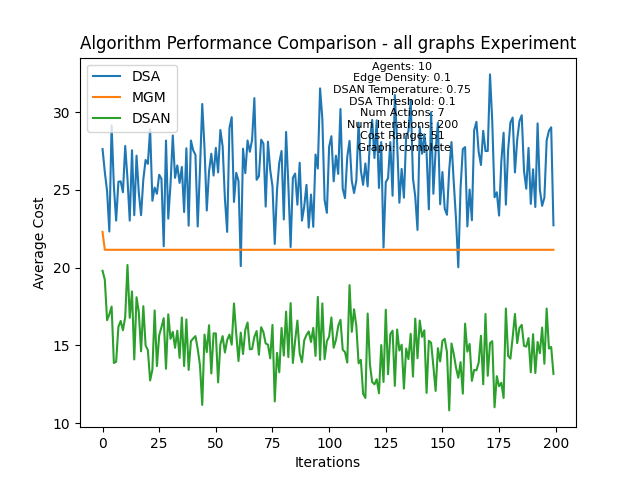 Algorithm Performance Comparison - all graphs Experiment
DSA
MGM
DSAN
Agents: 10
Edge Density: 0.1
DSAN Temperature: 0.75
DSA Threshold: 0.1
Num Actions: 7
Num Iterations: 200
Cost Range: 51
Graph: complete
Average Cost
30
25
20
15
10
0
25
50
75
100
125
150
175
200
Iterations